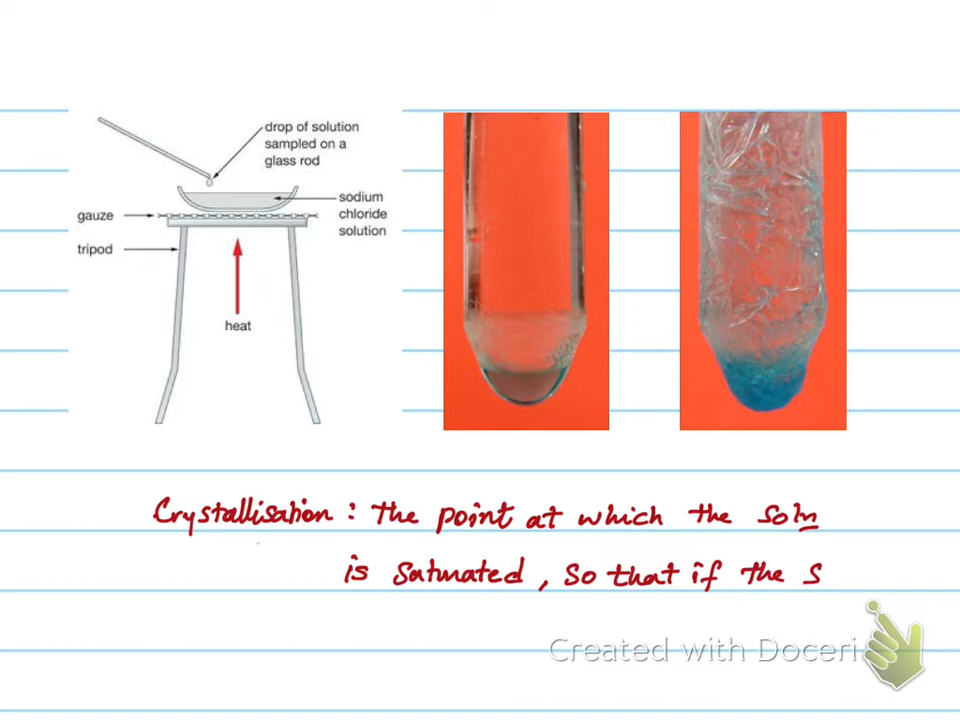 drop of solution
sampled on a
glass rod
sodium
chloride
solution
gauze
tripod
heat
Crystallisation : The point at which the soln
is saturated, so that if the s
Created with Doceri